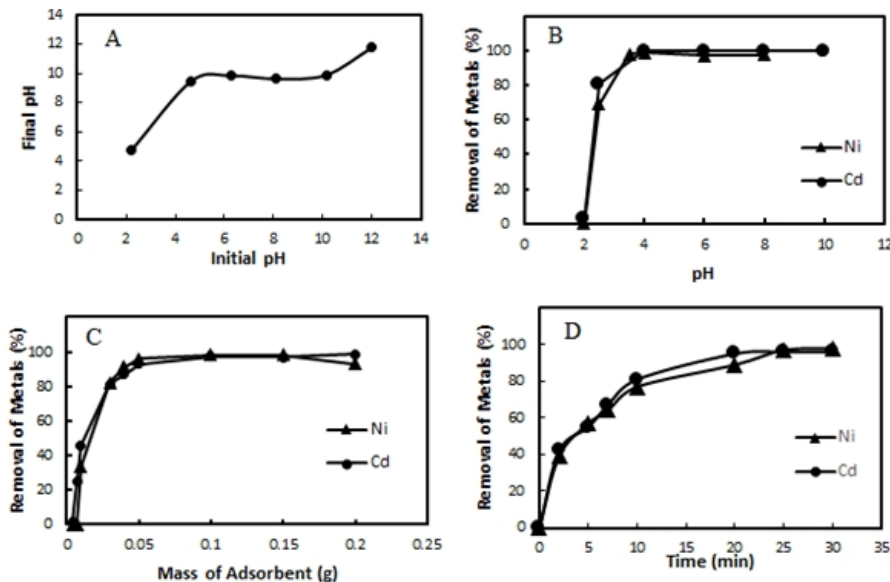 A
Final pH
14
12
10
8
6
4
2
0
0 2 4 6 8 10 12 14
Initial pH
B
Removal of Metals (%)
100
80
60
40
20
0
Ni
Cd
0 2 4 6 8 10 12
pH
C
Removal of Metals (%)
100
80
60
40
20
0
Ni
Cd
0 0.05 0.1 0.15 0.2 0.25
Mass of Adsorbent (g)
D
Removal of Metals (%)
100
80
60
40
20
0
Ni
Cd
0 5 10 15 20 25 30 35
Time (min)